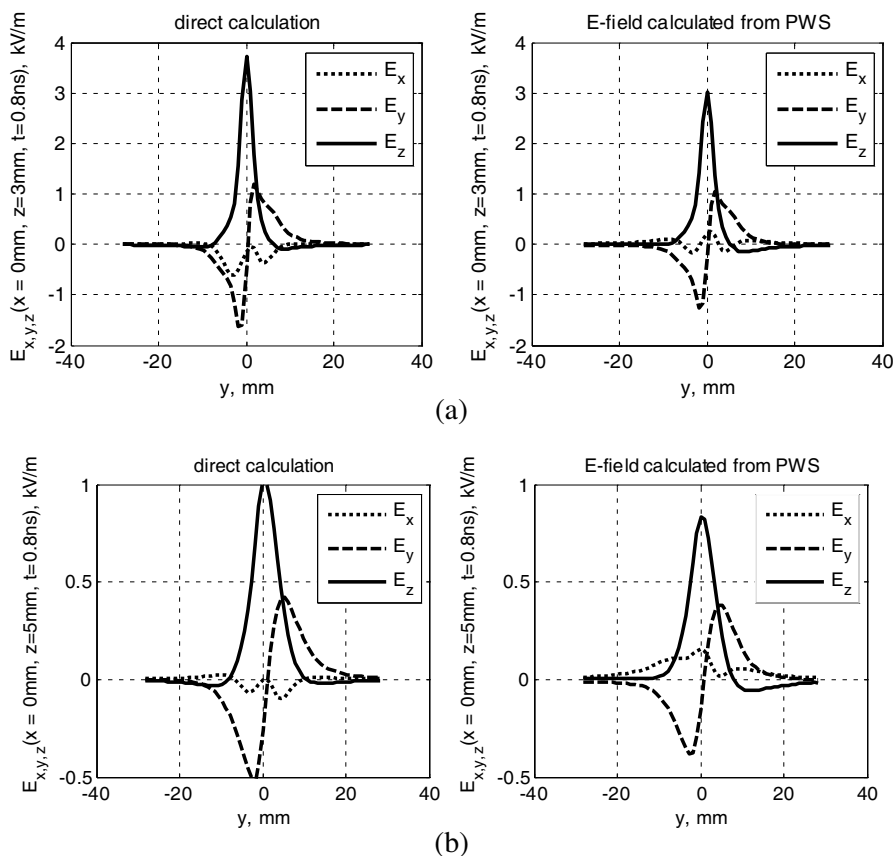 direct calculation
E-field calculated from PWS
E_{x,y,z}(x = 0mm, z=3mm, t=0.8ns), kV/m
4
3
2
1
0
-1
-2
-40
-20
0
20
40
y, mm
E_x
E_y
E_z
E_{x,y,z}(x = 0mm, z=3mm, t=0.8ns), kV/m
4
3
2
1
0
-1
-2
-40
-20
0
20
40
y, mm
E_x
E_y
E_z
(a)
direct calculation
E-field calculated from PWS
E_{x,y,z}(x = 0mm, z=5mm, t=0.8ns), kV/m
1
0.5
0
-0.5
-40
-20
0
20
40
y, mm
E_x
E_y
E_z
E_{x,y,z}(x = 0mm, z=5mm, t=0.8ns), kV/m
1
0.5
0
-0.5
-40
-20
0
20
40
y, mm
E_x
E_y
E_z
(b)